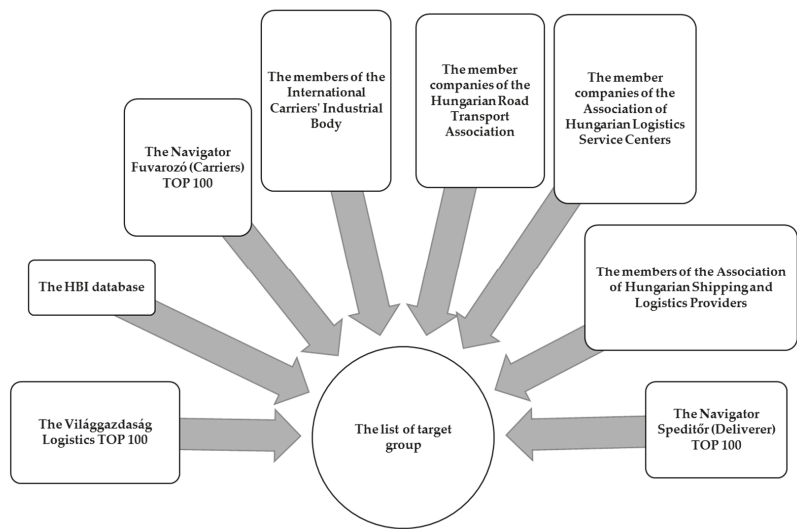 The members of the
International
Carriers' Industrial
Body
The member
companies of the
Hungarian Road
Transport
Association
The member
companies of the
Association of
Hungarian Logistics
Service Centers
The Navigator
Fuvarozó (Carriers)
TOP 100
The HBI database
The members of the Association
of Hungarian Shipping and
Logistics Providers
The Világgazdaság
Logistics TOP 100
The list of target
group
The Navigator
Speditőr (Deliverer)
TOP 100